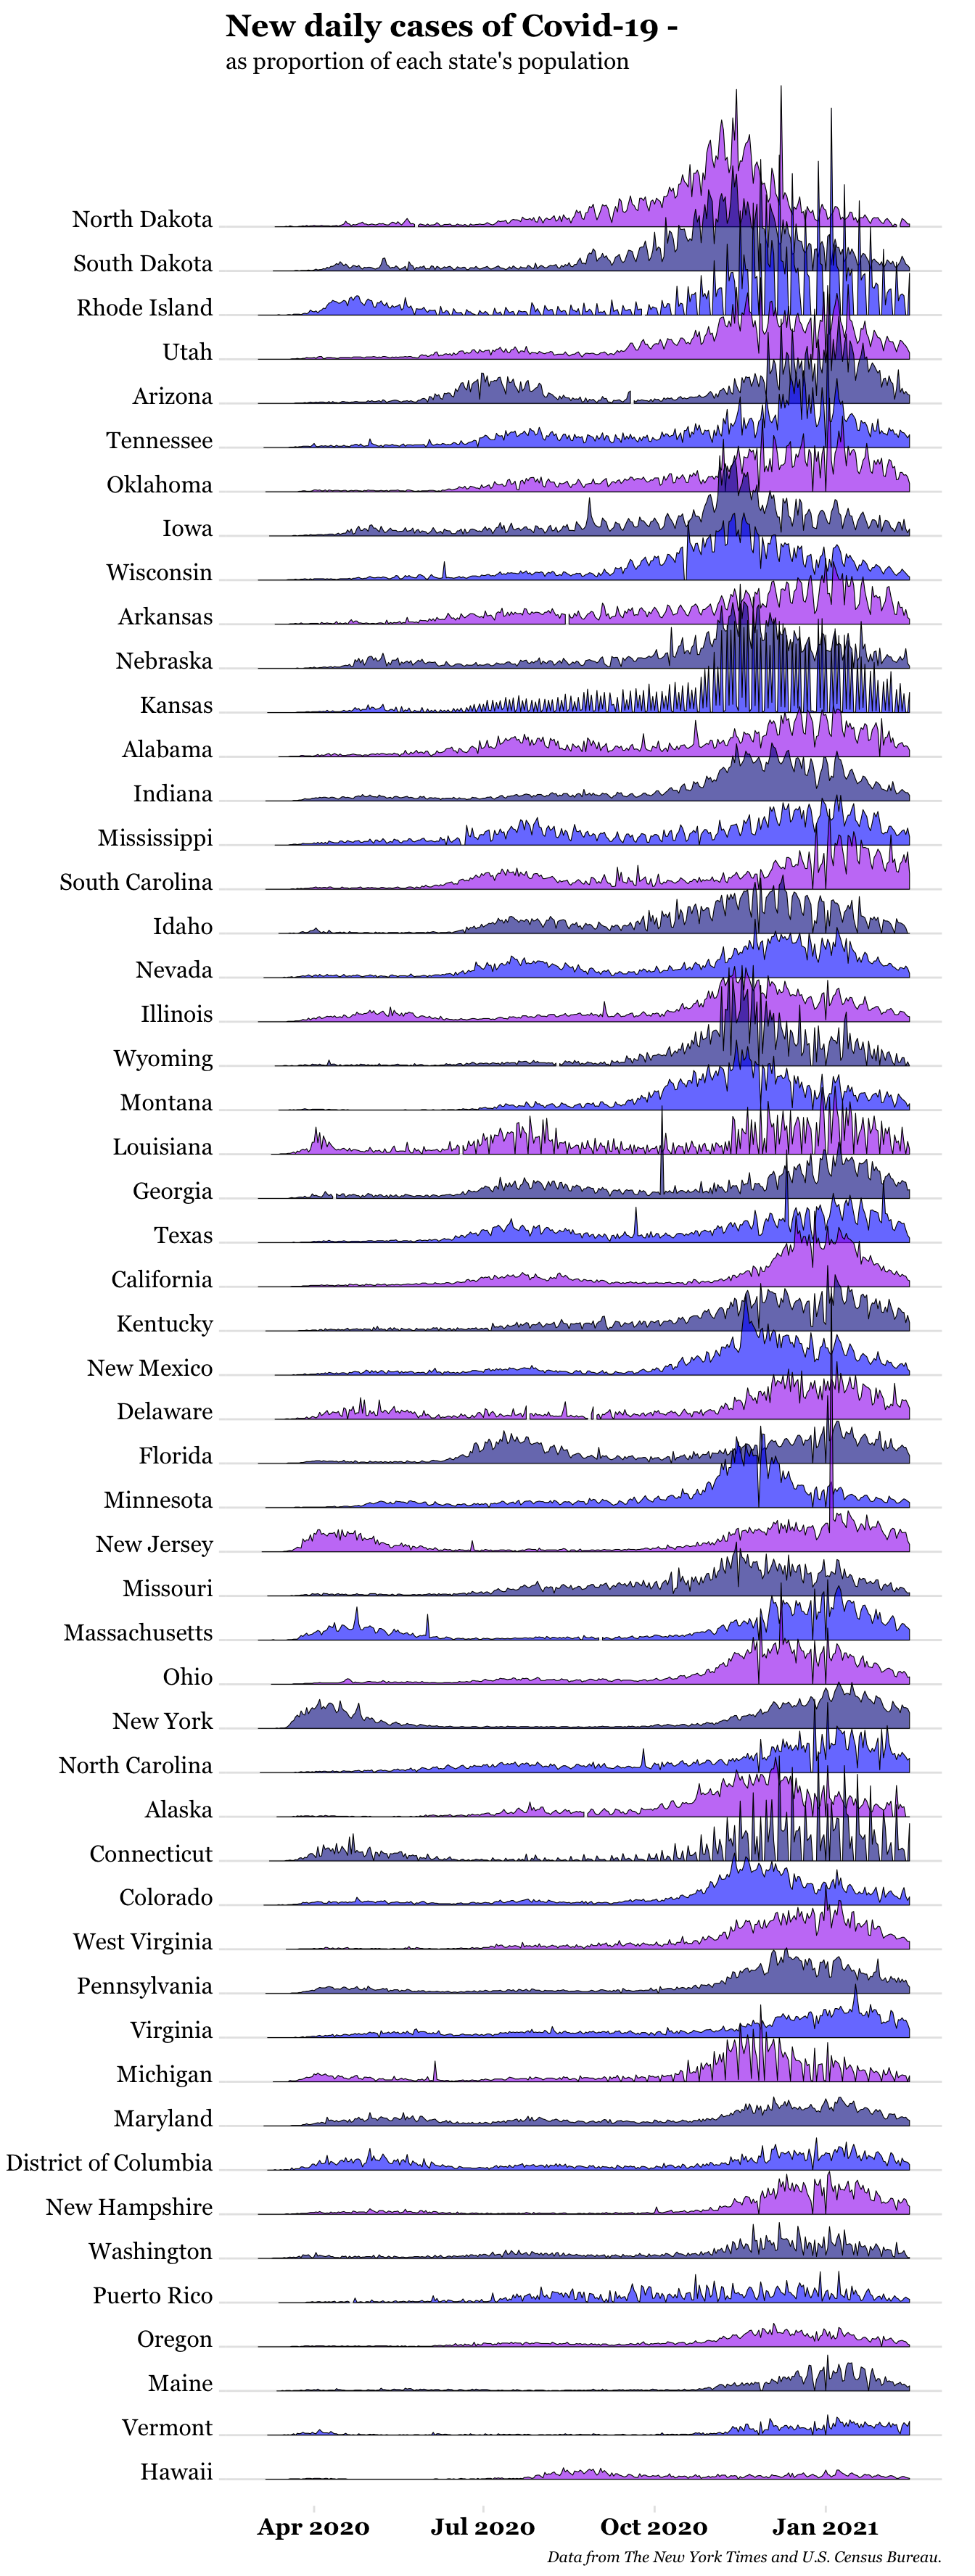 New daily cases of Covid-19 -
as proportion of each state's population
North Dakota
South Dakota
Rhode Island
Utah
Arizona
Tennessee
Oklahoma
Iowa
Wisconsin
Arkansas
Nebraska
Kansas
Alabama
Indiana
Mississippi
South Carolina
Idaho
Nevada
Illinois
Wyoming
Montana
Louisiana
Georgia
Texas
California
Kentucky
New Mexico
Delaware
Florida
Minnesota
New Jersey
Missouri
Massachusetts
Ohio
New York
North Carolina
Alaska
Connecticut
Colorado
West Virginia
Pennsylvania
Virginia
Michigan
Maryland
District of Columbia
New Hampshire
Washington
Puerto Rico
Oregon
Maine
Vermont
Hawaii
Apr 2020 Jul 2020 Oct 2020 Jan 2021
Data from The New York Times and U.S. Census Bureau.